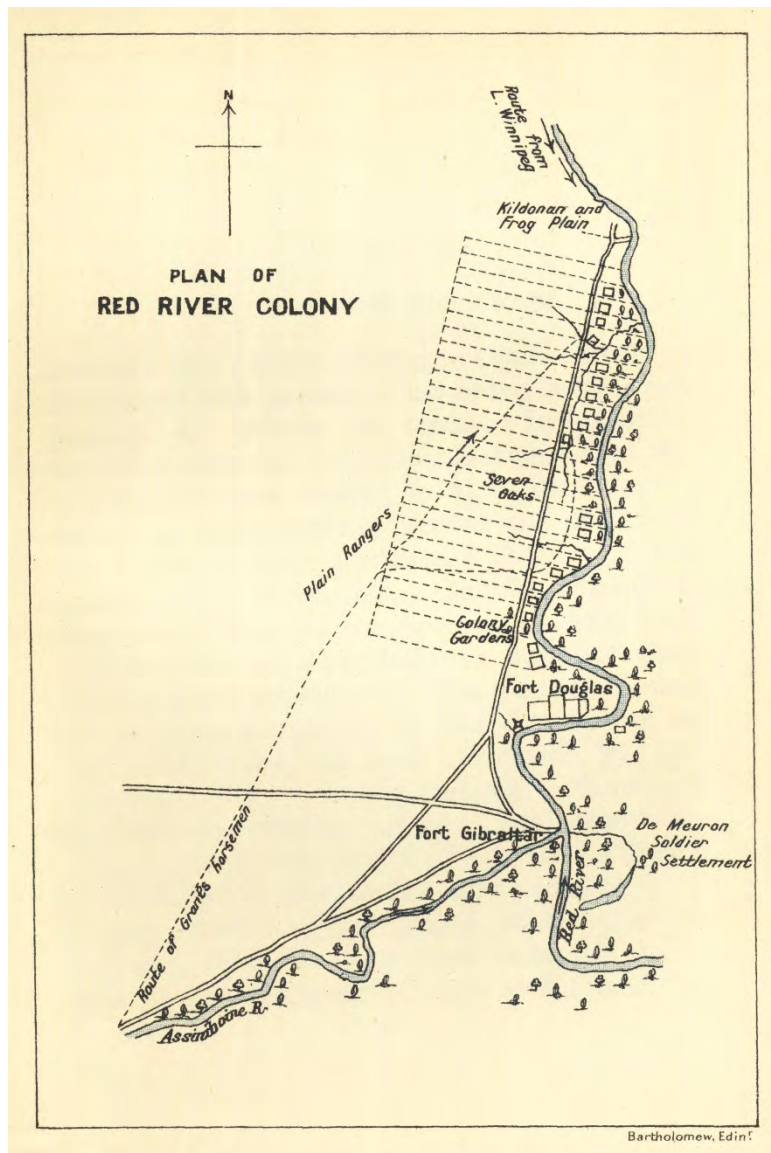 N
PLAN OF
RED RIVER COLONY
Route from
L. Winnipeg
Kildonan and
Frog Plain
Seven
Oaks
Plain Rangers
Colony
Gardens
Fort Douglas
Fort Gibraltar
De Meuron
Soldier
Settlement
Red River
Route of Grant's horsemen
Assiniboine R.
Bartholomew, Edinr.